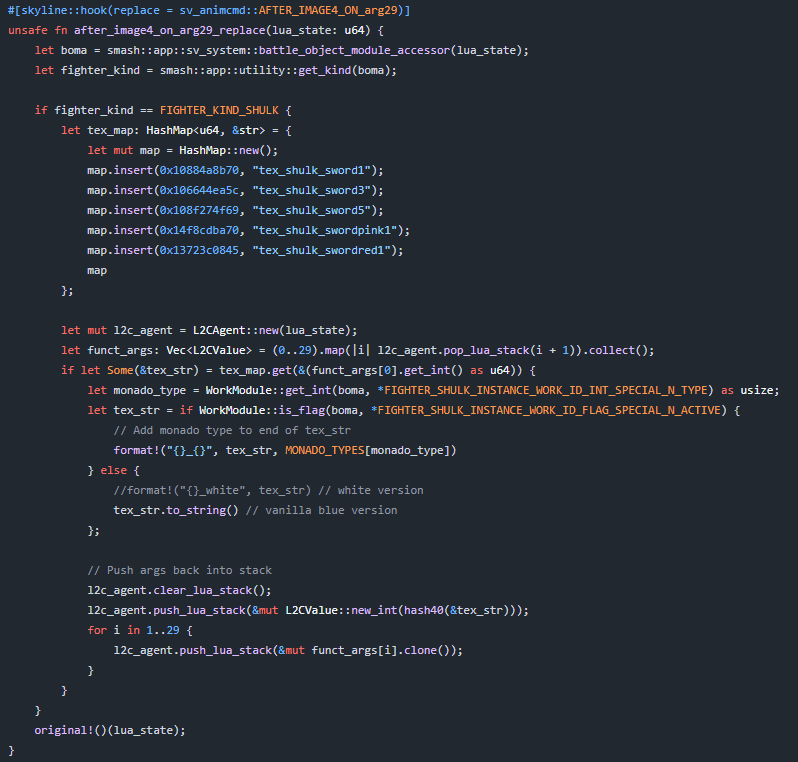 #[skyline::hook(replace = sv_animcmd::AFTER_IMAGE4_ON_arg29)]
unsafe fn after_image4_on_arg29_replace(lua_state: u64) {
    let boma = smash::app::sv_system::battle_object_module_accessor(lua_state);
    let fighter_kind = smash::app::utility::get_kind(boma);

    if fighter_kind == FIGHTER_KIND_SHULK {
        let tex_map: HashMap<u64, &str> = {
            let mut map = HashMap::new();
            map.insert(0x10884a8b70, "tex_shulk_sword1");
            map.insert(0x106644ea5c, "tex_shulk_sword3");
            map.insert(0x108f274f69, "tex_shulk_sword5");
            map.insert(0x14f8cdba70, "tex_shulk_swordpink1");
            map.insert(0x13723c0845, "tex_shulk_swordred1");
            map
        };

        let mut l2c_agent = L2CAgent::new(lua_state);
        let funct_args: Vec<L2CValue> = (0..29).map(|i| l2c_agent.pop_lua_stack(i + 1)).collect();
        if let Some(&tex_str) = tex_map.get(&(funct_args[0].get_int() as u64)) {
            let monado_type = WorkModule::get_int(boma, *FIGHTER_SHULK_INSTANCE_WORK_ID_INT_SPECIAL_N_TYPE) as usize;
            let tex_str = if WorkModule::is_flag(boma, *FIGHTER_SHULK_INSTANCE_WORK_ID_FLAG_SPECIAL_N_ACTIVE) {
                // Add monado type to end of tex_str
                format!("{}_{}", tex_str, MONADO_TYPES[monado_type])
            } else {
                //format!("{}_white", tex_str) // white version
                tex_str.to_string() // vanilla blue version
            };

            // Push args back into stack
            l2c_agent.clear_lua_stack();
            l2c_agent.push_lua_stack(&mut L2CValue::new_int(hash40(&tex_str)));
            for i in 1..29 {
                l2c_agent.push_lua_stack(&mut funct_args[i].clone());
            }
        }
    }
    original!()(lua_state);
}